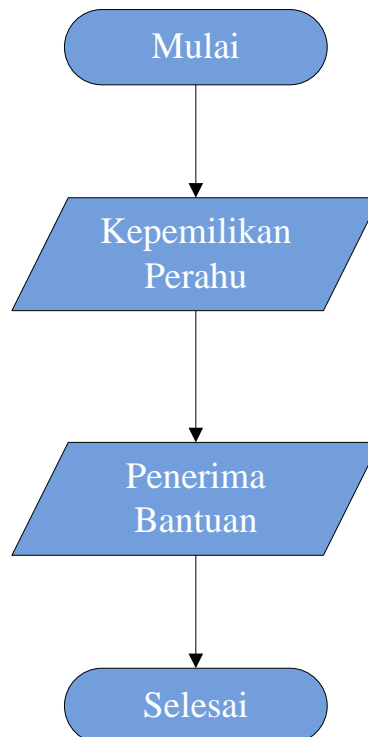 Mulai
Kepemilikan
Perahu
Penerima
Bantuan
Selesai